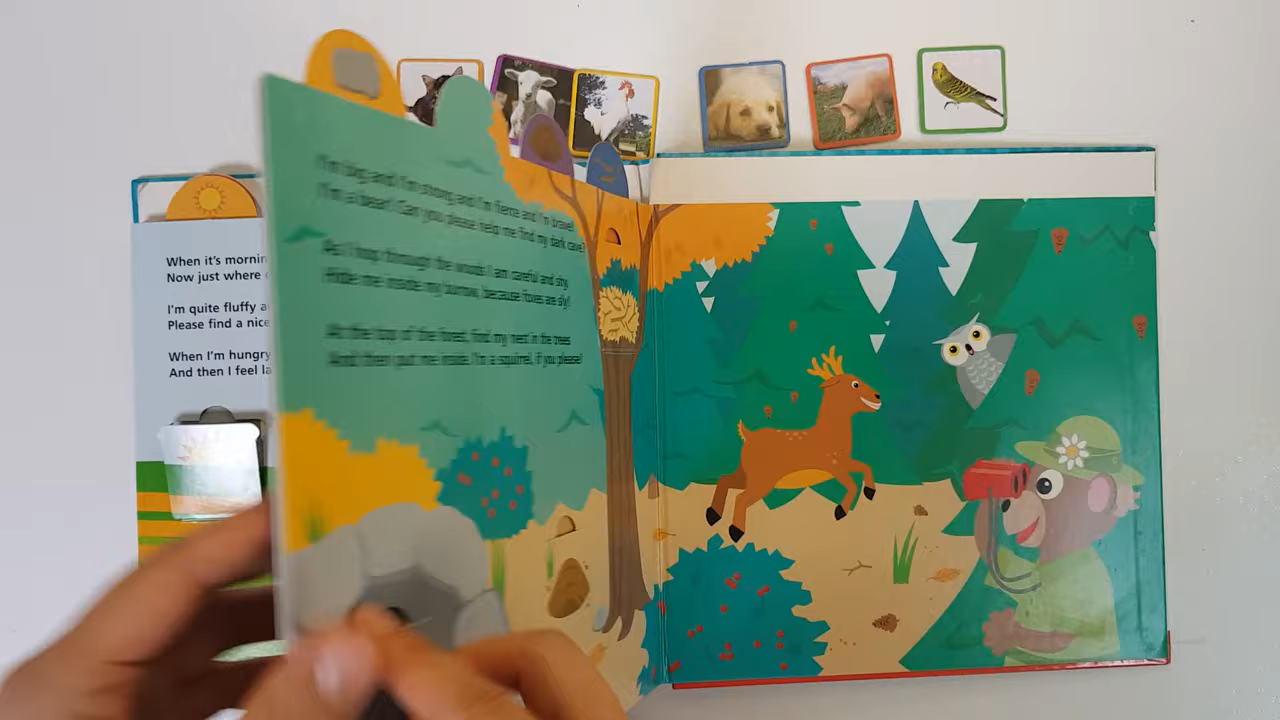 When it's mornin
Now just where
I'm quite fluffy a
Please find a nice
When I'm hungry
And then I feel la
I'm big and I'm strong and I'm fierce and I'm brave!
I'm a bear! Can you please help me find my dark cave?
As I hop through the woods I am careful and shy.
Hide me inside my burrow, because foxes are sly!
At the top of the forest, find my nest in the trees
And then put me inside. I'm a squirrel, if you please!